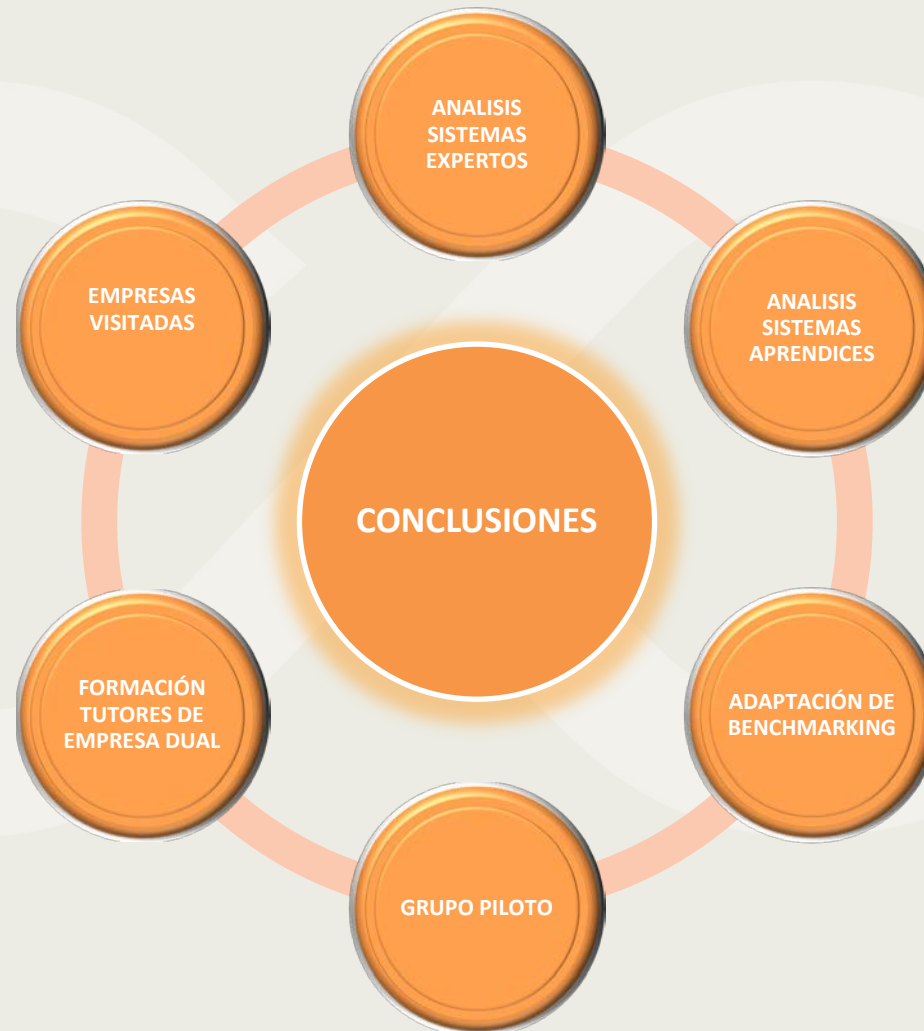 ANALISIS
SISTEMAS
EXPERTOS
EMPRESAS
VISITADAS
ANALISIS
SISTEMAS
APRENDICES
CONCLUSIONES
FORMACIÓN
TUTORES DE
EMPRESA DUAL
ADAPTACIÓN DE
BENCHMARKING
GRUPO PILOTO